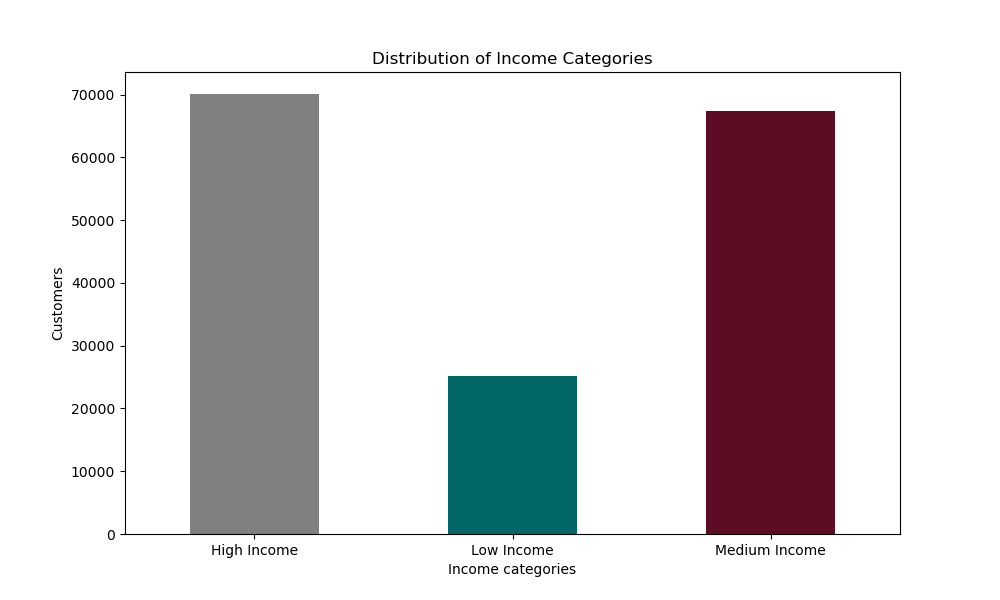 Distribution of Income Categories
70000
60000
50000
40000
30000
20000
10000
0
Customers
High Income Low Income Medium Income
Income categories